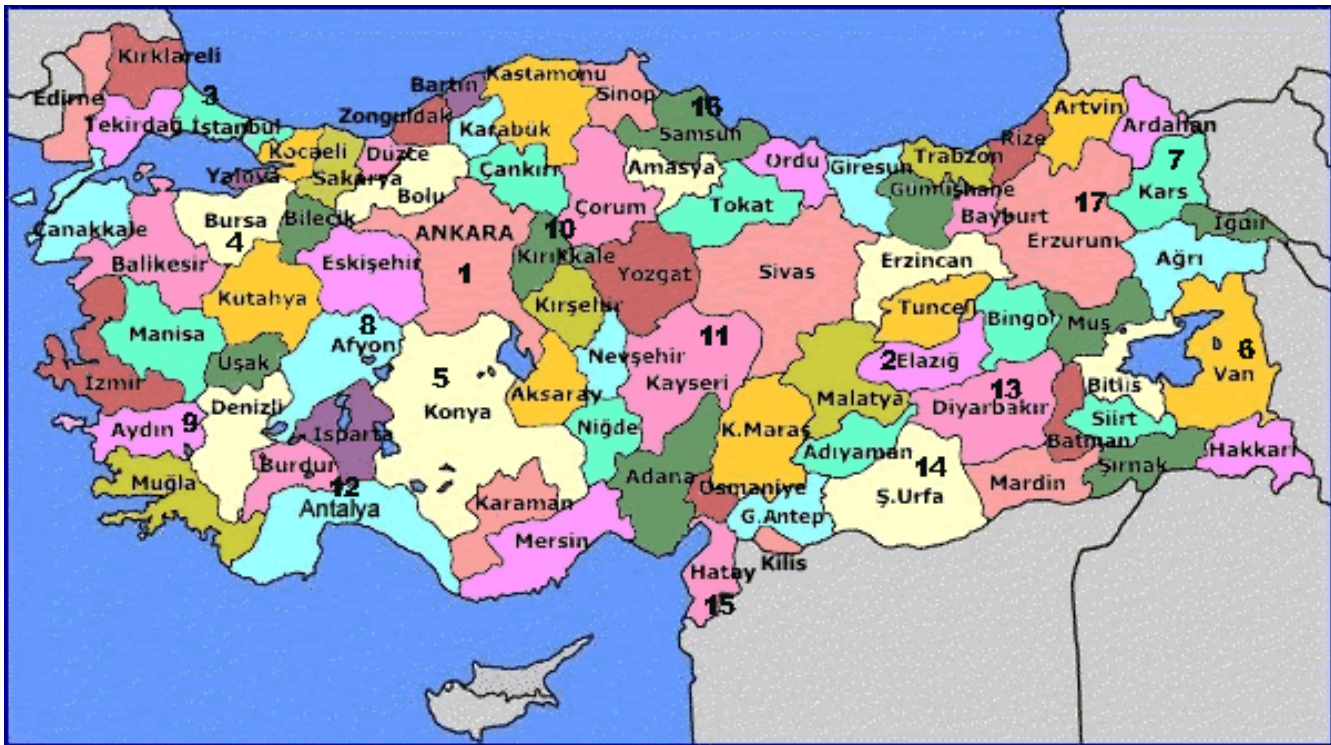 Kırklareli
Edirne
Tekirdağ
3
İstanbul
Kocaeli
Yalova
Sakarya
Düzce
Zonguldak
Bartın
Karabük
Kastamonu
Sinop
16
Samsun
Çankırı
Bolu
Amasya
Ordu
Giresun
Trabzon
Rize
Artvin
Ardahan
7
Kars
Iğdır
Gümüşhane
Bayburt
17
Erzurum
Ağrı
Çanakkale
Balikesir
Bursa
4
Bilecik
Eskişehir
ANKARA
1
10
Kırıkkale
Çorum
Tokat
Yozgat
Sivas
Erzincan
Tunceli
Bingöl
Muş
Kutahya
Manisa
Uşak
8
Afyon
Kırşehir
Nevşehir
11
Kayseri
Malatya
2
Elazığ
13
Diyarbakır
Bitlis
6
Van
İzmir
Aydın
9
Denizli
Isparta
Burdur
5
Konya
Aksaray
Niğde
Adana
K.Maraş
Adıyaman
Batman
Siirt
Şırnak
Hakkari
Muğla
12
Antalya
Karaman
Mersin
Osmaniye
G.Antep
14
Ş.Urfa
Mardin
Kilis
Hatay
15